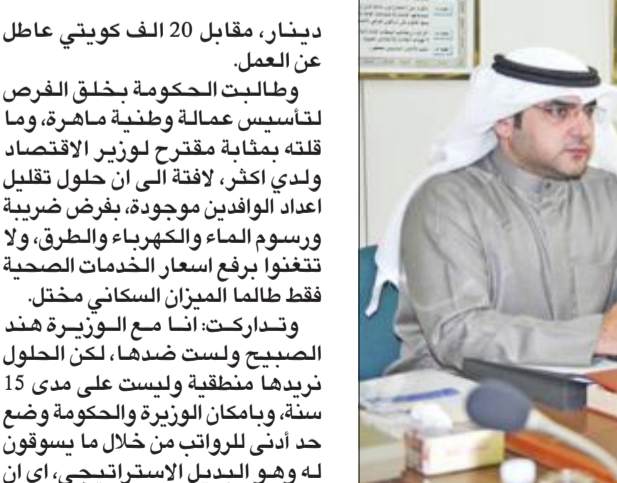 دينار، مقابل 20 الف كويتي عاطل
عن العمل.
وطالبت الحكومة بخلق الفرص
لتأسيس عمالة وطنية ماهرة، وما
قلته بمثابة مقترح لوزير الاقتصاد
ولدي اكثر، لافتة الى ان حلول تقليل
اعداد الوافدين موجودة، بفرض ضريبة
ورسوم الماء والكهرباء والطرق، ولا
تتغنوا برفع اسعار الخدمات الصحية
فقط طالما الميزان السكاني مختل.
وتداركت: انا مع الوزيرة هند
الصبيح ولست ضدها، لكن الحلول
نريدها منطقية وليست على مدى 15
سنة، وبامكان الوزيرة والحكومة وضع
حد أدنى للرواتب من خلال ما يسوقون
له وهو البديل الاستراتيجي، اي ان